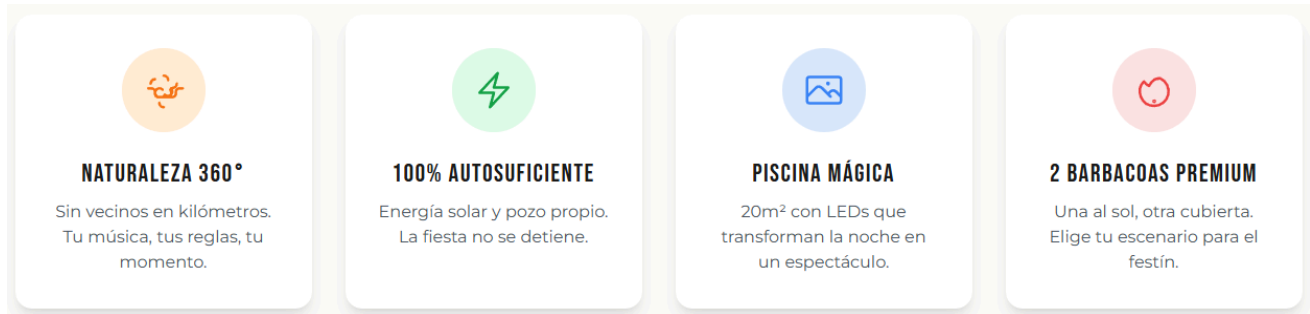 NATURALEZA 360°
Sin vecinos en kilómetros.
Tu música, tus reglas, tu
momento.
100% AUTOSUFICIENTE
Energía solar y pozo propio.
La fiesta no se detiene.
PISCINA MÁGICA
20m² con LEDs que
transforman la noche en
un espectáculo.
2 BARBACOAS PREMIUM
Una al sol, otra cubierta.
Elige tu escenario para el
festín.